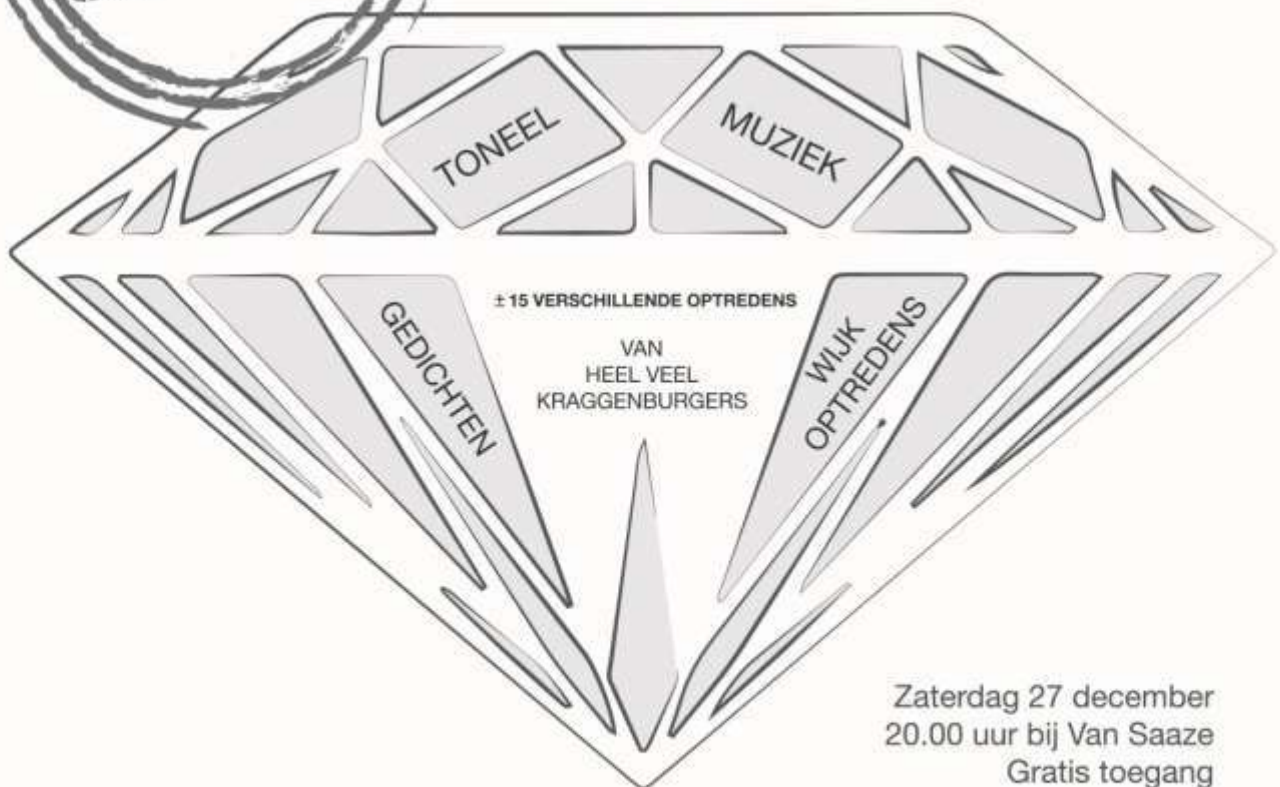 TONEEL
MUZIEK
GEDICHTEN
± 15 VERSCHILLENDE OPTREDENS
VAN
HEEL VEEL
KRAGGENBURGERS
WIJK
OPTREDENS
Zaterdag 27 december
20.00 uur bij Van Saaze
Gratis toegang